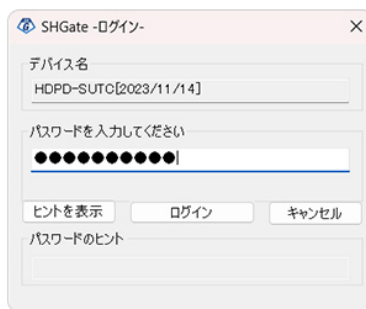 SHGate -ログイン-
デバイス名
HDPD-SUTC[2023/11/14]
パスワードを入力してください
●●●●●●●●●●
ヒントを表示
ログイン
キャンセル
パスワードのヒント